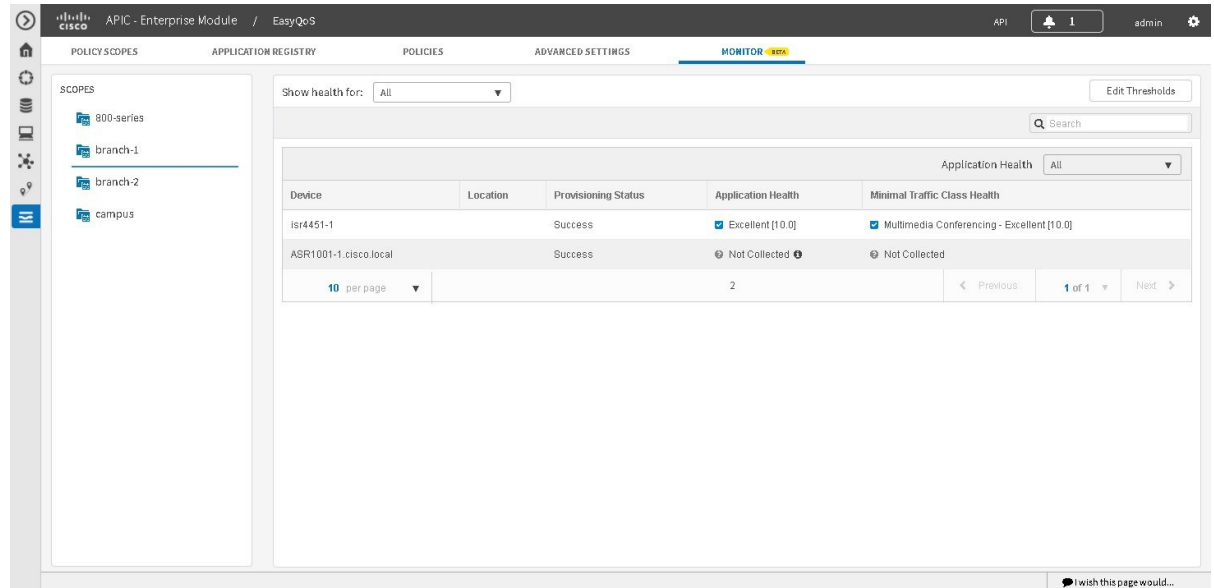 cisco APIC - Enterprise Module / EasyQoS API 1 admin
POLICY SCOPES APPLICATION REGISTRY POLICIES ADVANCED SETTINGS MONITOR BETA
SCOPES
800-series
branch-1
branch-2
campus
Show health for: All Edit Thresholds
Search
Application Health All
Device Location Provisioning Status Application Health Minimal Traffic Class Health
isr4451-1 Success Excellent [10.0] Multimedia Conferencing - Excellent [10.0]
ASR1001-1.cisco.local Success Not Collected Not Collected
10 per page 2 Previous 1 of 1 Next
I wish this page would...